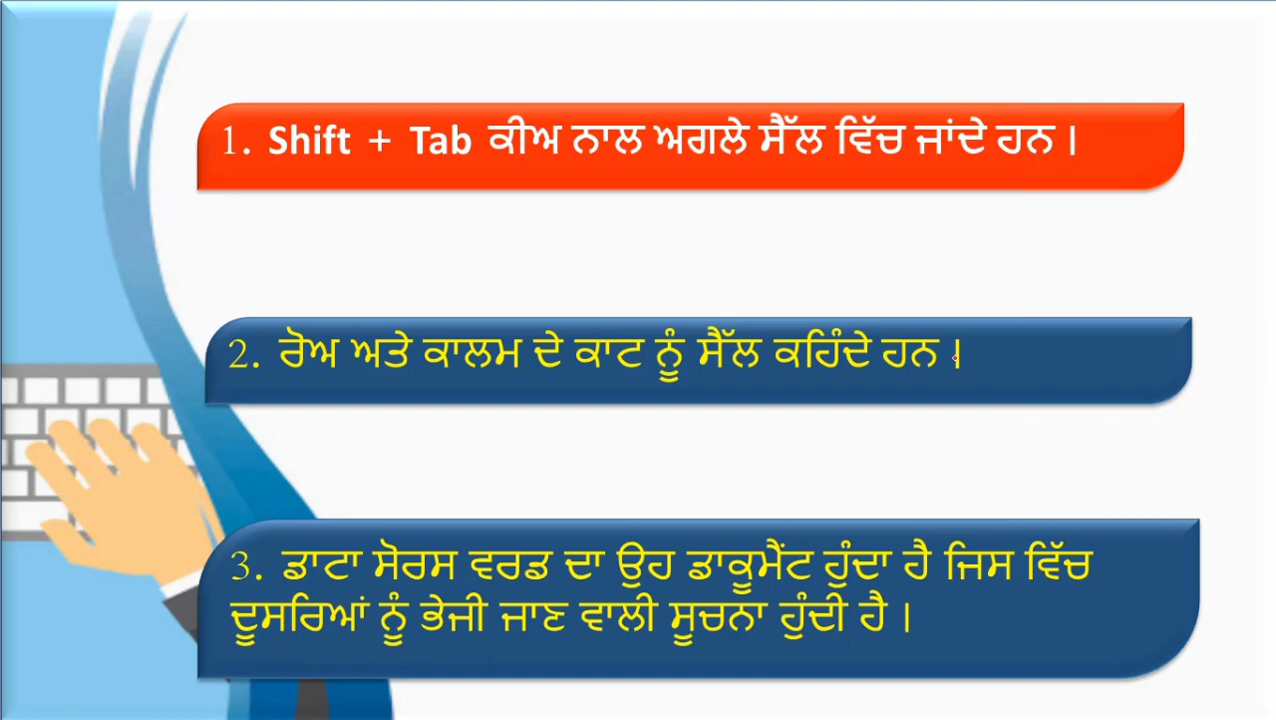 1. Shift + Tab ਕੀਅ ਨਾਲ ਅਗਲੇ ਸੈੱਲ ਵਿੱਚ ਜਾਂਦੇ ਹਨ ।
2. ਰੋਅ ਅਤੇ ਕਾਲਮ ਦੇ ਕਾਟ ਨੂੰ ਸੈੱਲ ਕਹਿੰਦੇ ਹਨ ।
3. ਡਾਟਾ ਸੋਰਸ ਵਰਡ ਦਾ ਉਹ ਡਾਕੂਮੈਂਟ ਹੁੰਦਾ ਹੈ ਜਿਸ ਵਿੱਚ
ਦੂਸਰਿਆਂ ਨੂੰ ਭੇਜੀ ਜਾਣ ਵਾਲੀ ਸੂਚਨਾ ਹੁੰਦੀ ਹੈ ।